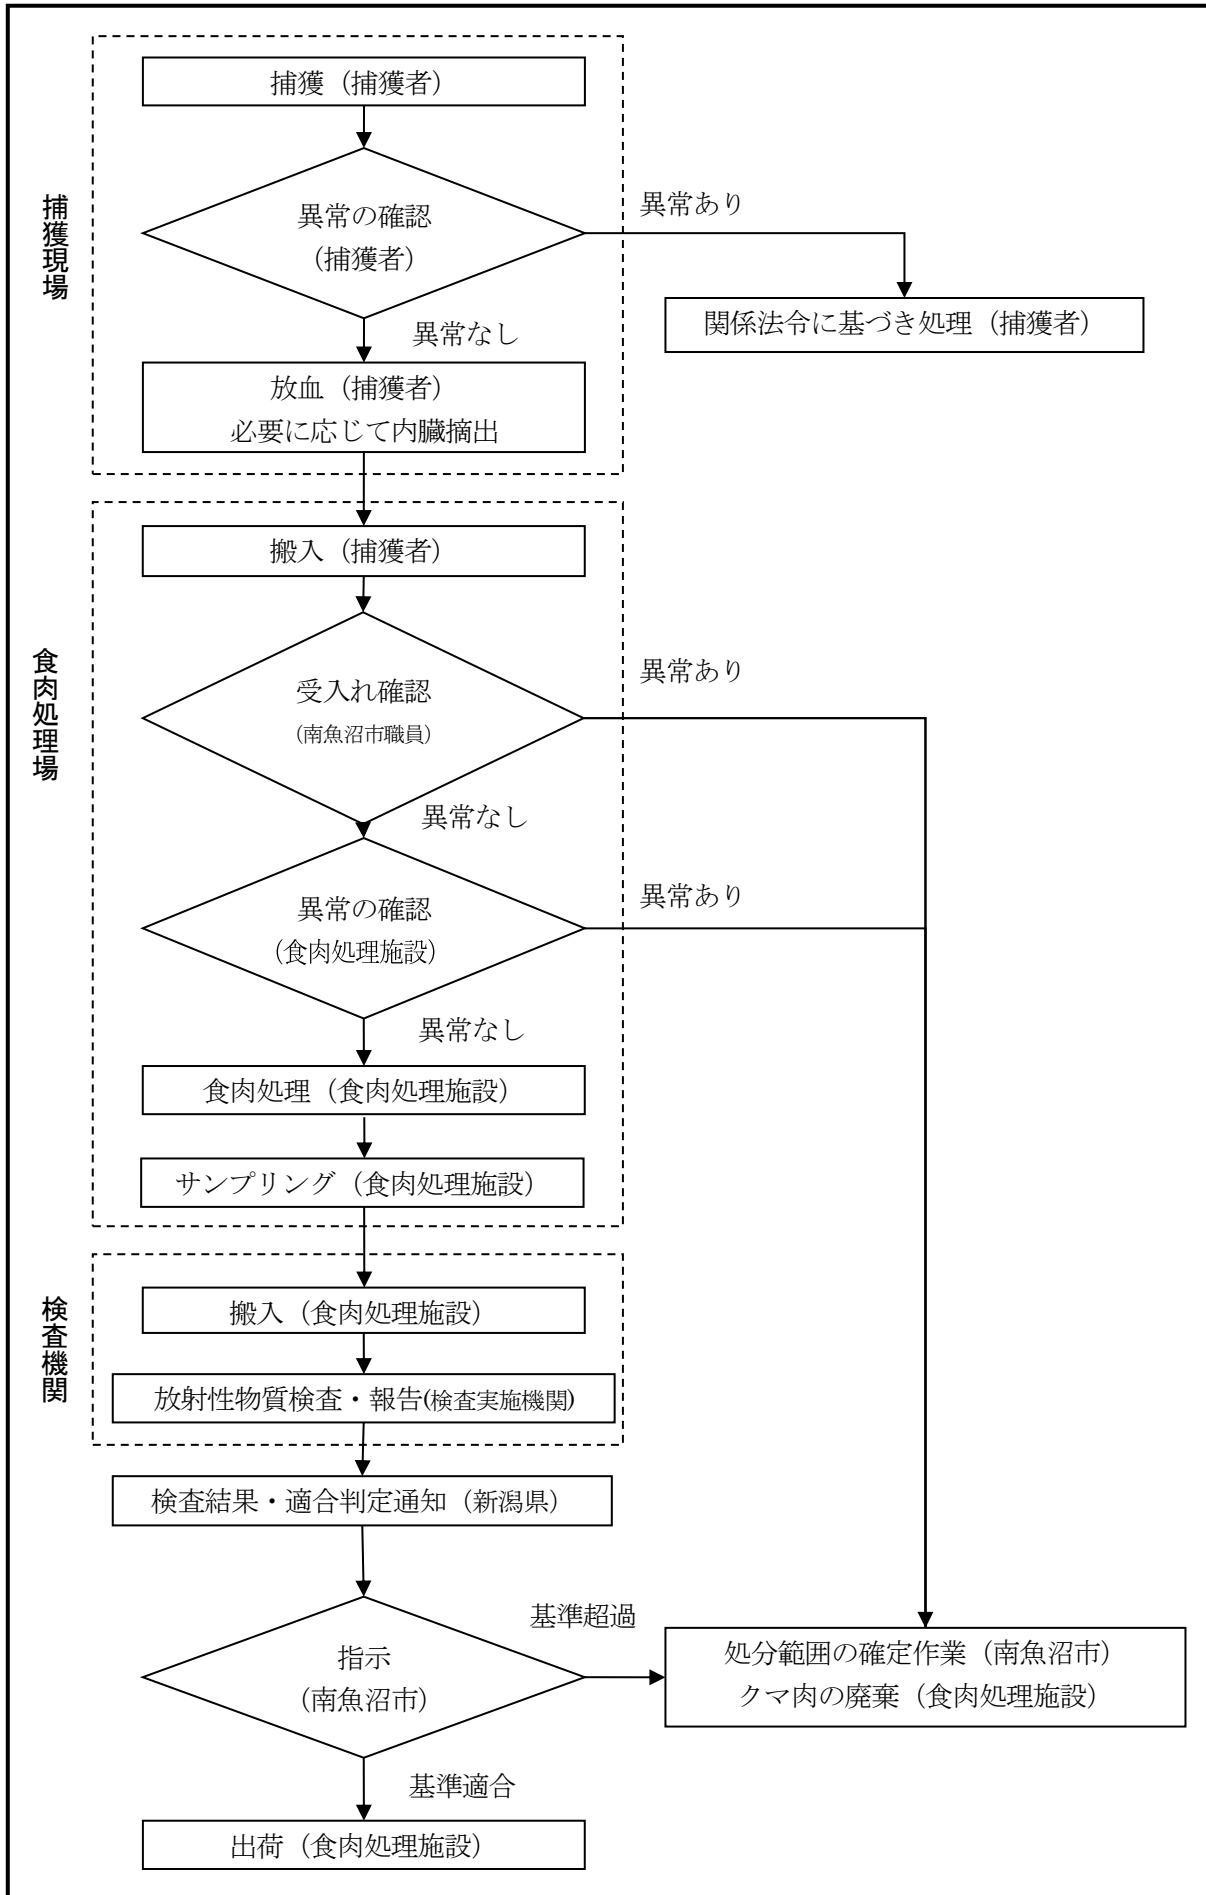 捕獲現場
捕獲（捕獲者）
異常の確認
（捕獲者）
異常あり
関係法令に基づき処理（捕獲者）
異常なし
放血（捕獲者）
必要に応じて内臓摘出
食肉処理場
搬入（捕獲者）
受入れ確認
（南魚沼市職員）
異常あり
異常なし
異常の確認
（食肉処理施設）
異常あり
異常なし
食肉処理（食肉処理施設）
サンプリング（食肉処理施設）
検査機関
搬入（食肉処理施設）
放射性物質検査・報告(検査実施機関)
検査結果・適合判定通知（新潟県）
指示
（南魚沼市）
基準超過
処分範囲の確定作業（南魚沼市）
クマ肉の廃棄（食肉処理施設）
基準適合
出荷（食肉処理施設）